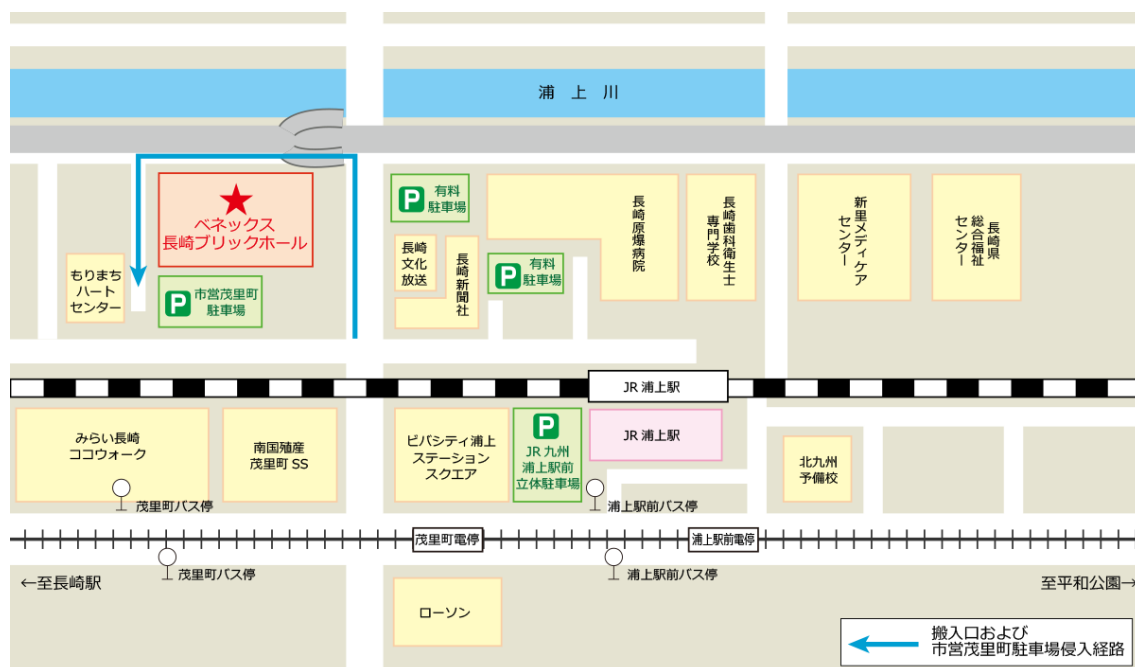 浦上川
P
有料
駐車場
ベネックス
長崎ブリックホール
もりまち
ハート
センター
P
市営茂里町
駐車場
長崎
文化
放送
長崎新聞社
P
有料
駐車場
長崎原爆病院
長崎歯科衛生士
専門学校
新里メディケア
センター
長崎県
総合福祉
センター
JR 浦上駅
みらい長崎
ココウォーク
南国殖産
茂里町 SS
ビバシティ浦上
ステーション
スクエア
P
JR 九州
浦上駅前
立体駐車場
JR 浦上駅
北九州
予備校
茂里町バス停
浦上駅前バス停
茂里町電停
浦上駅前電停
茂里町バス停
浦上駅前バス停
←至長崎駅
至平和公園→
ローソン
搬入口および
市営茂里町駐車場侵入経路